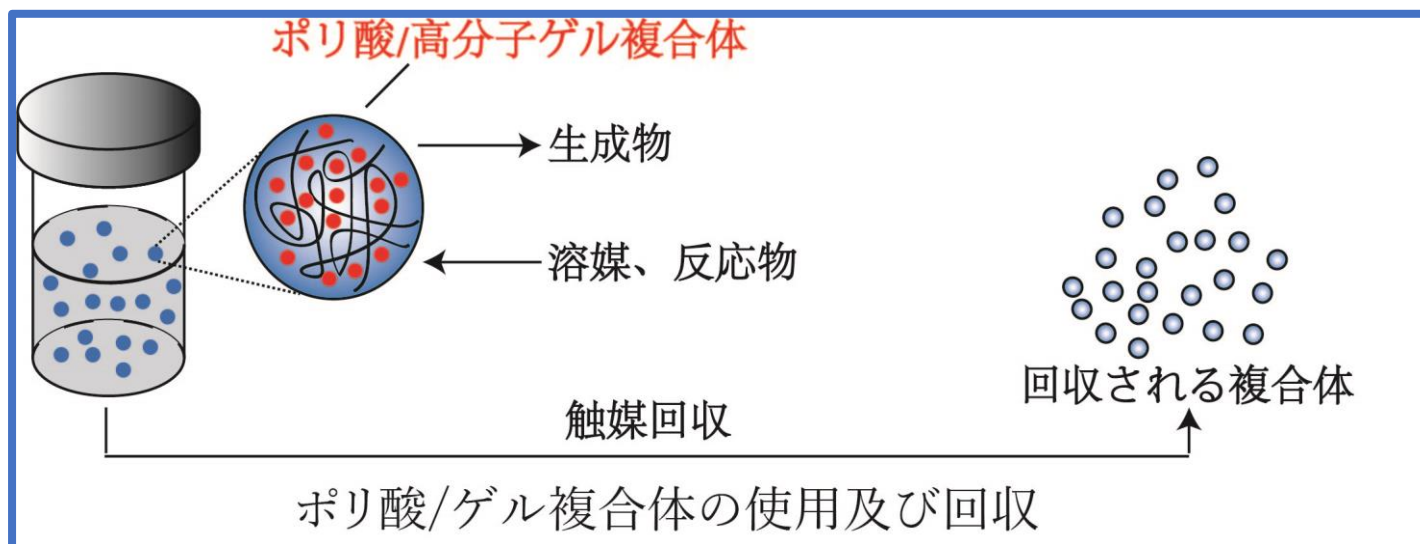 ポリ酸/高分子ゲル複合体
生成物
溶媒、反応物
回収される複合体
触媒回収
ポリ酸/ゲル複合体の使用及び回収